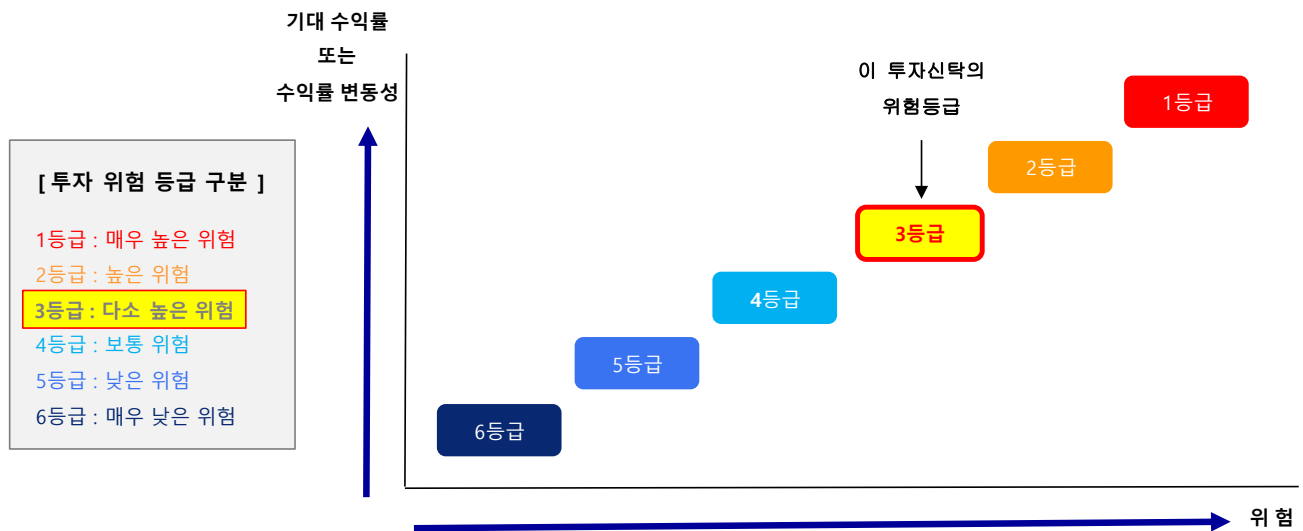 기대 수익률
또는
수익률 변동성
이 투자신탁의
위험등급
1등급
2등급
3등급
4등급
5등급
6등급
[ 투자 위험 등급 구분 ]
1등급 : 매우 높은 위험
2등급 : 높은 위험
3등급 : 다소 높은 위험
4등급 : 보통 위험
5등급 : 낮은 위험
6등급 : 매우 낮은 위험
위 험